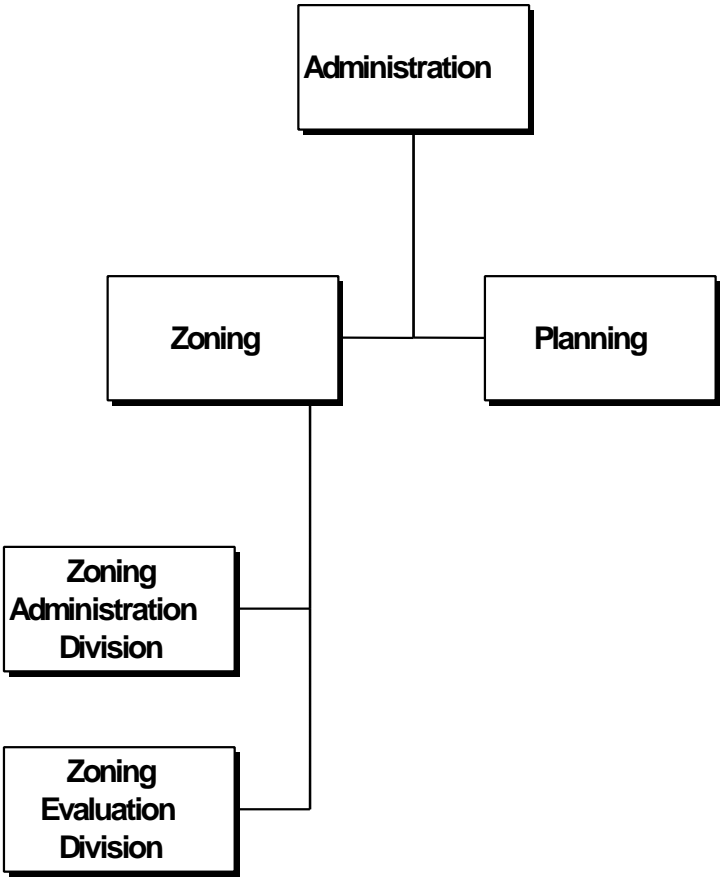 Administration
Zoning
Planning
Zoning
Administration
Division
Zoning
Evaluation
Division